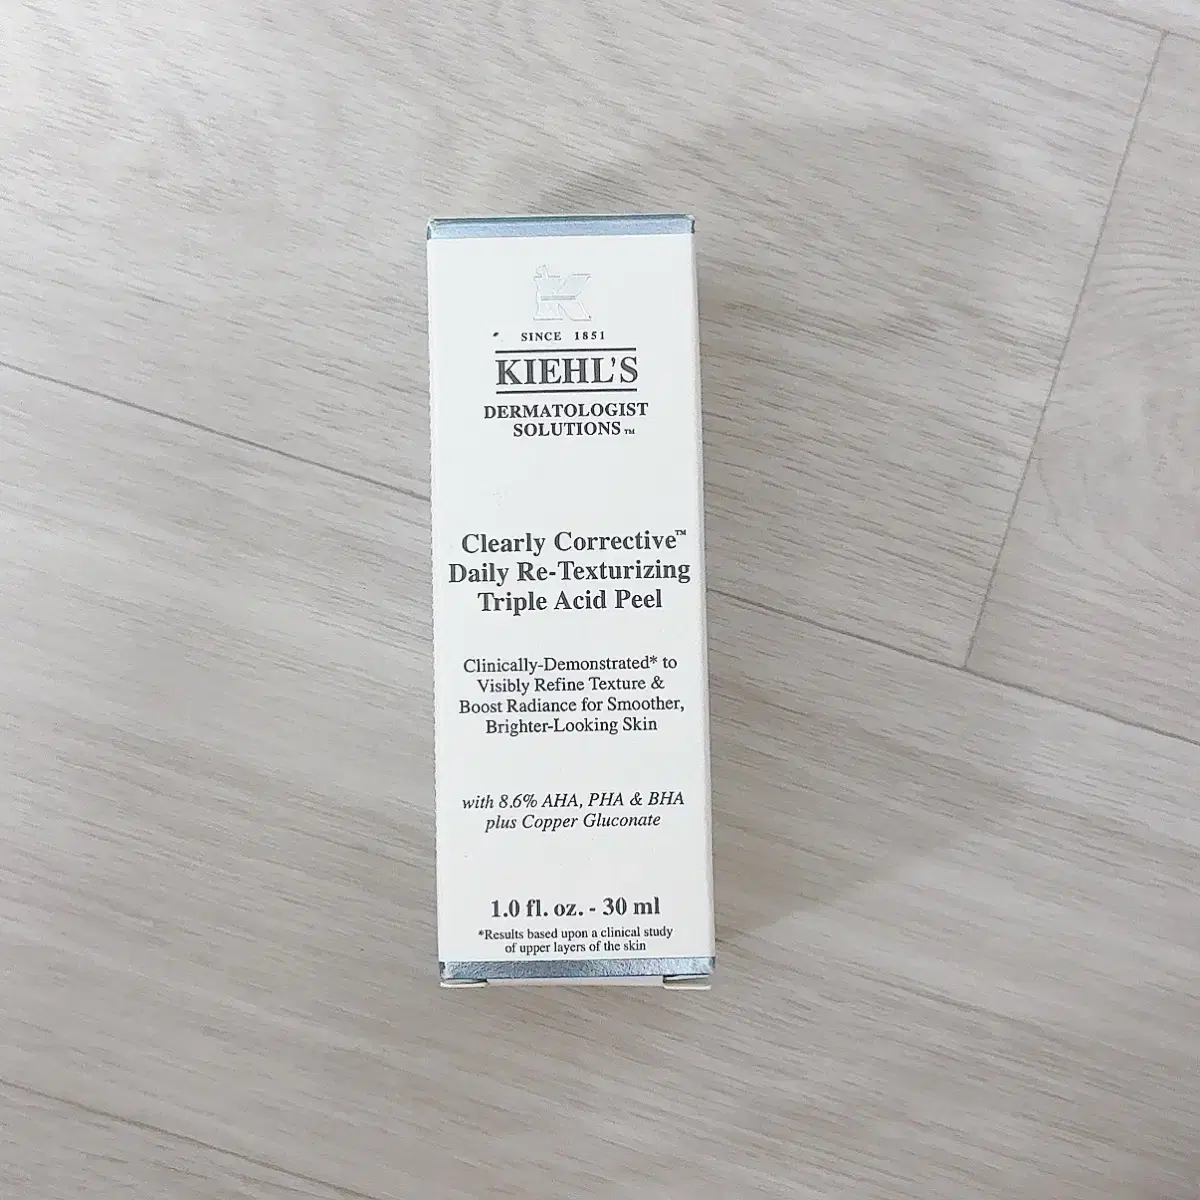 K
SINCE 1851
KIEHL'S
DERMATOLOGIST
SOLUTIONS™
Clearly Corrective™
Daily Re-Texturizing
Triple Acid Peel
Clinically-Demonstrated* to
Visibly Refine Texture &
Boost Radiance for Smoother,
Brighter-Looking Skin
with 8.6% AHA, PHA & BHA
plus Copper Gluconate
1.0 fl. oz. - 30 ml
*Results based upon a clinical study
of upper layers of the skin